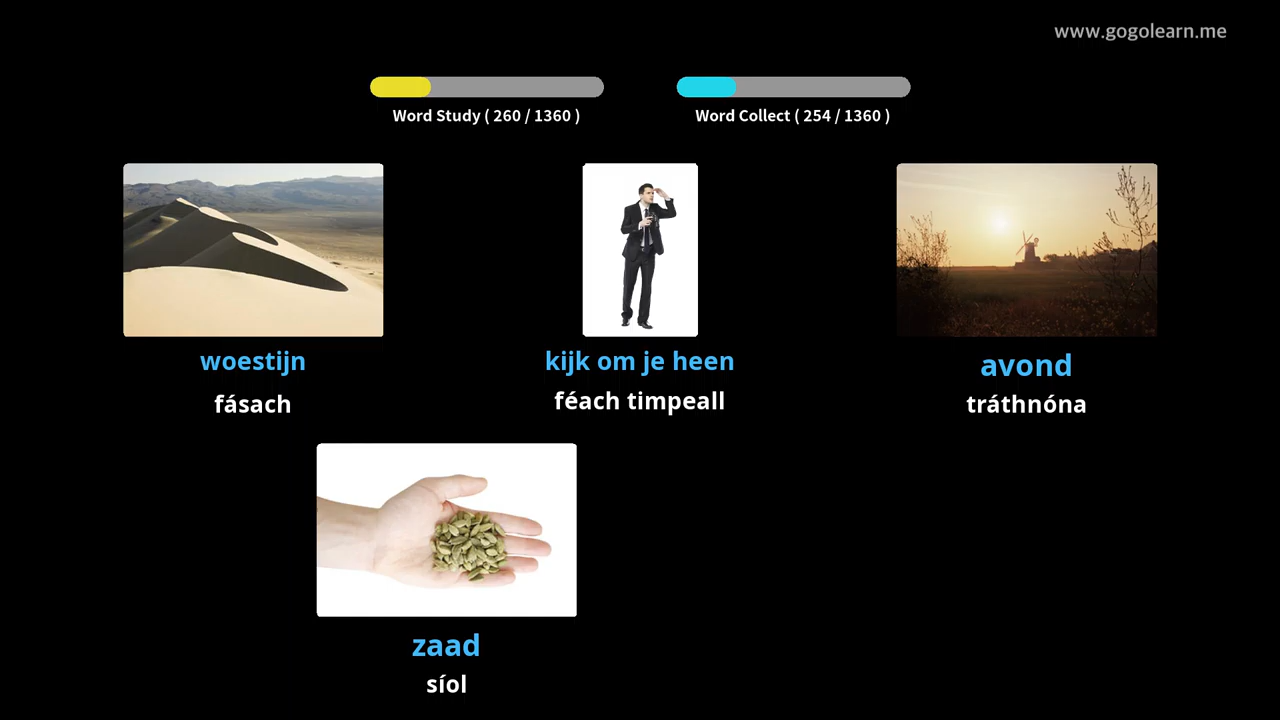 www.gogolearn.me
Word Study ( 260 / 1360 )
Word Collect ( 254 / 1360 )
woestijn
kijk om je heen
avond
fásach
féach timpeall
tráthnóna
zaad
síol